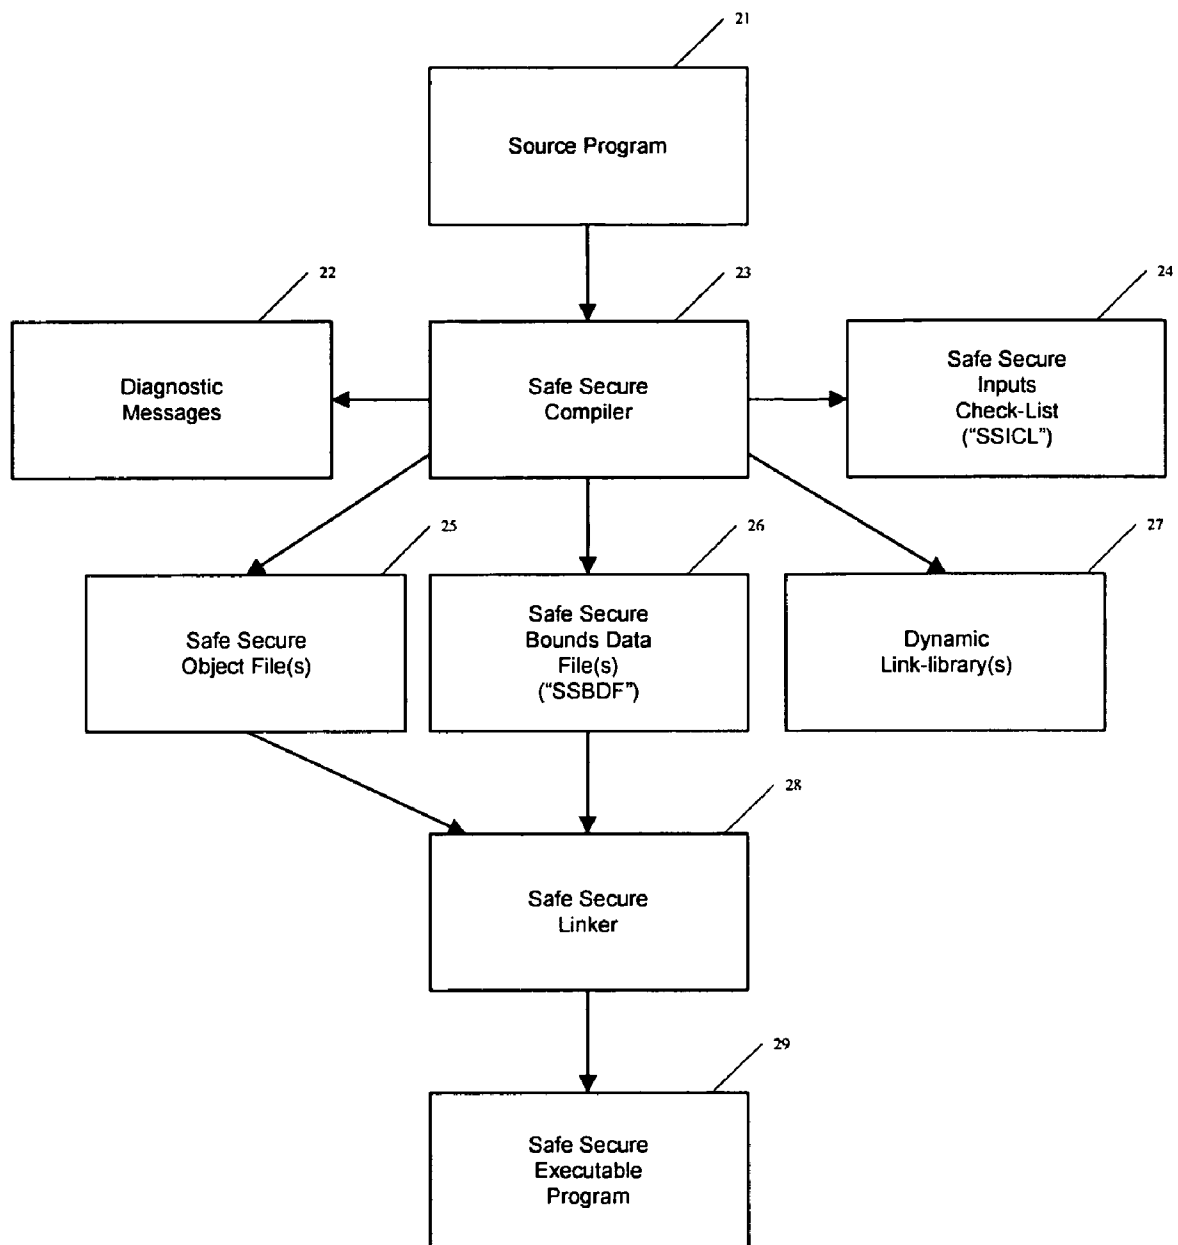 21
Source Program
22
23
24
Diagnostic
Messages
Safe Secure
Compiler
Safe Secure
Inputs
Check-List
("SSICL")
25
26
27
Safe Secure
Object File(s)
Safe Secure
Bounds Data
File(s)
("SSBDF")
Dynamic
Link-library(s)
28
Safe Secure
Linker
29
Safe Secure
Executable
Program